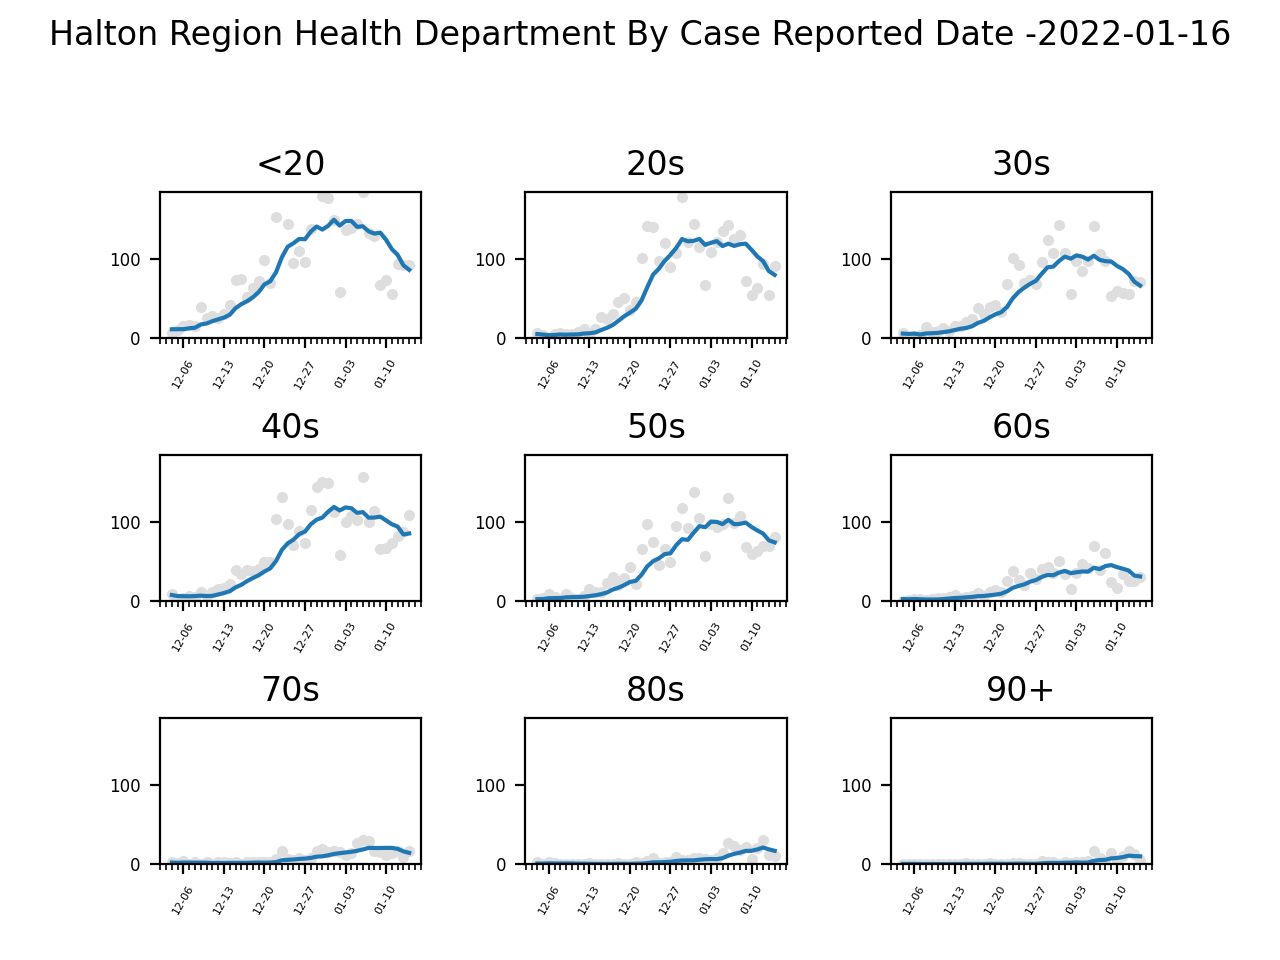 Halton Region Health Department By Case Reported Date -2022-01-16
<20 20s 30s
100 100 100
0 0 0
12-06 12-13 12-20 12-27 01-03 01-10 12-06 12-13 12-20 12-27 01-03 01-10 12-06 12-13 12-20 12-27 01-03 01-10
40s 50s 60s
100 100 100
0 0 0
12-06 12-13 12-20 12-27 01-03 01-10 12-06 12-13 12-20 12-27 01-03 01-10 12-06 12-13 12-20 12-27 01-03 01-10
70s 80s 90+
100 100 100
0 0 0
12-06 12-13 12-20 12-27 01-03 01-10 12-06 12-13 12-20 12-27 01-03 01-10 12-06 12-13 12-20 12-27 01-03 01-10